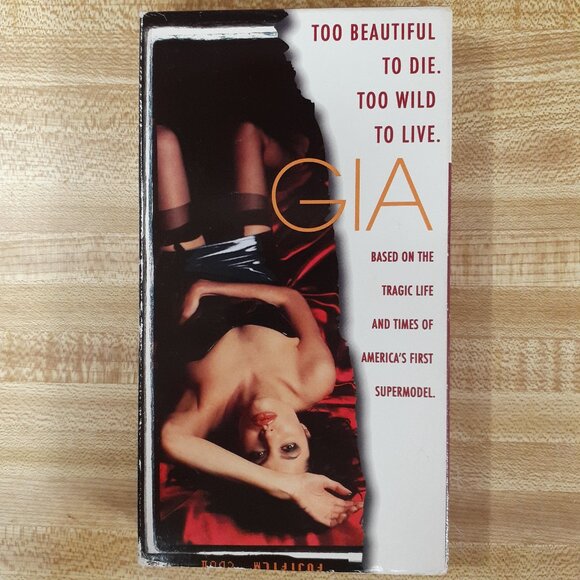 TOO BEAUTIFUL
TO DIE.
TOO WILD
TO LIVE.
GIA
BASED ON THE
TRAGIC LIFE
AND TIMES OF
AMERICA'S FIRST
SUPERMODEL.
FUJIFILM